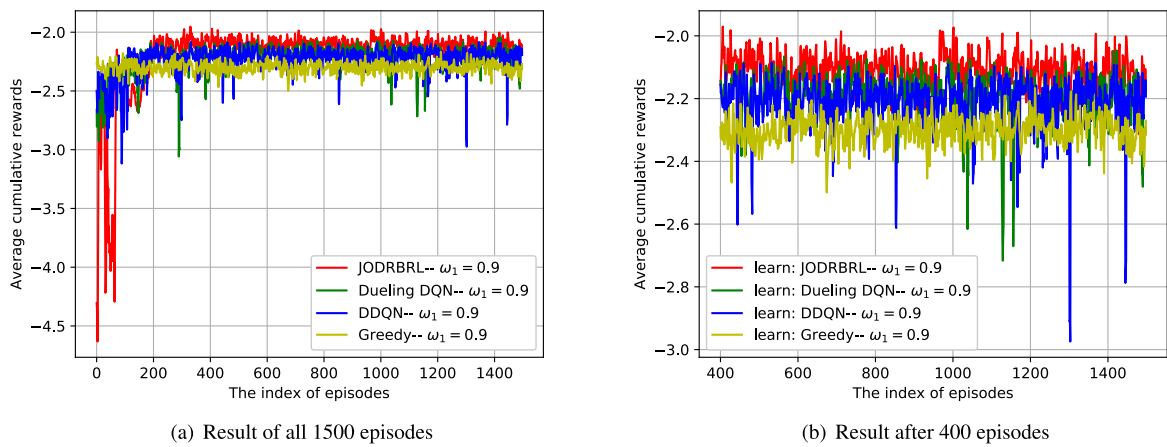 −2.0
−2.5
−3.0
−3.5
−4.0
−4.5
Average cumulative rewards
JODRBRL-- ω₁ = 0.9
Dueling DQN-- ω₁ = 0.9
DDQN-- ω₁ = 0.9
Greedy-- ω₁ = 0.9
0 200 400 600 800 1000 1200 1400
The index of episodes
(a) Result of all 1500 episodes
−2.0
−2.2
−2.4
−2.6
−2.8
−3.0
Average cumulative rewards
learn: JODRBRL-- ω₁ = 0.9
learn: Dueling DQN-- ω₁ = 0.9
learn: DDQN-- ω₁ = 0.9
learn: Greedy-- ω₁ = 0.9
400 600 800 1000 1200 1400
The index of episodes
(b) Result after 400 episodes